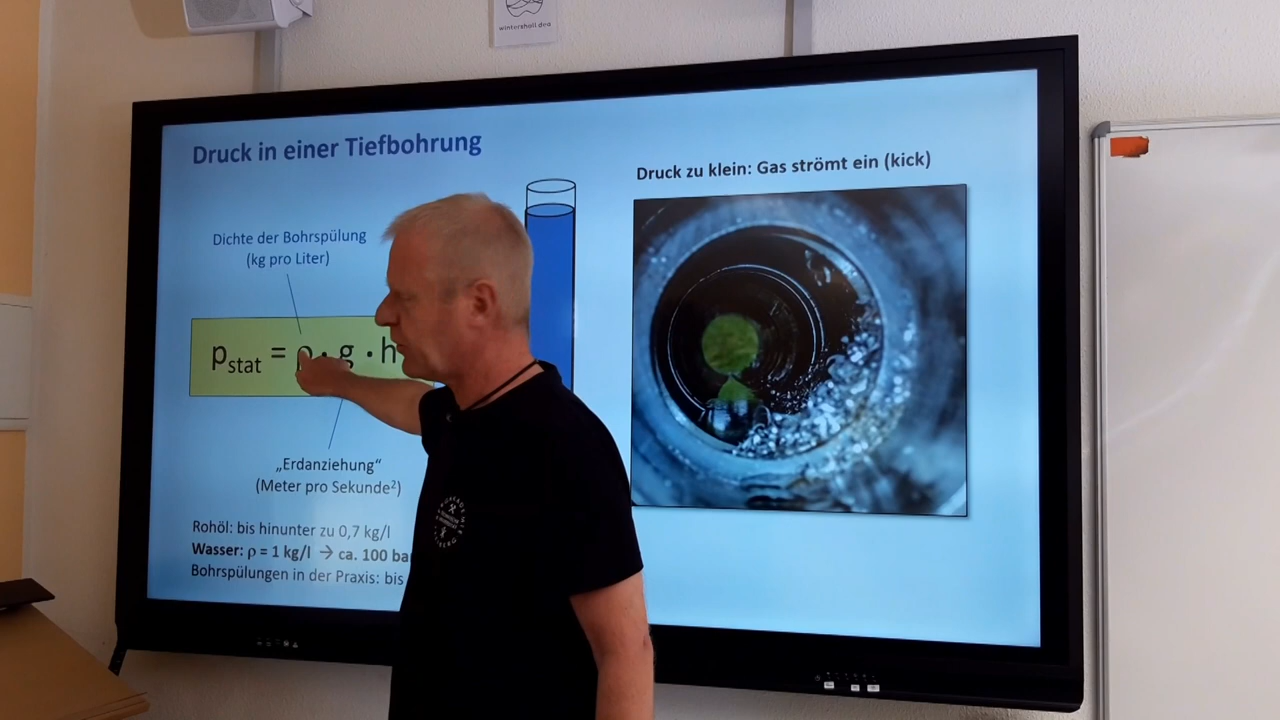 wintershall dea
Druck in einer Tiefbohrung
Druck zu klein: Gas strömt ein (kick)
Dichte der Bohrspülung
(kg pro Liter)
p_stat = ρ · g · h
„Erdanziehung“
(Meter pro Sekunde²)
Rohöl: bis hinunter zu 0,7 kg/l
Wasser: ρ = 1 kg/l → ca. 100 ba
Bohrspülungen in der Praxis: bis